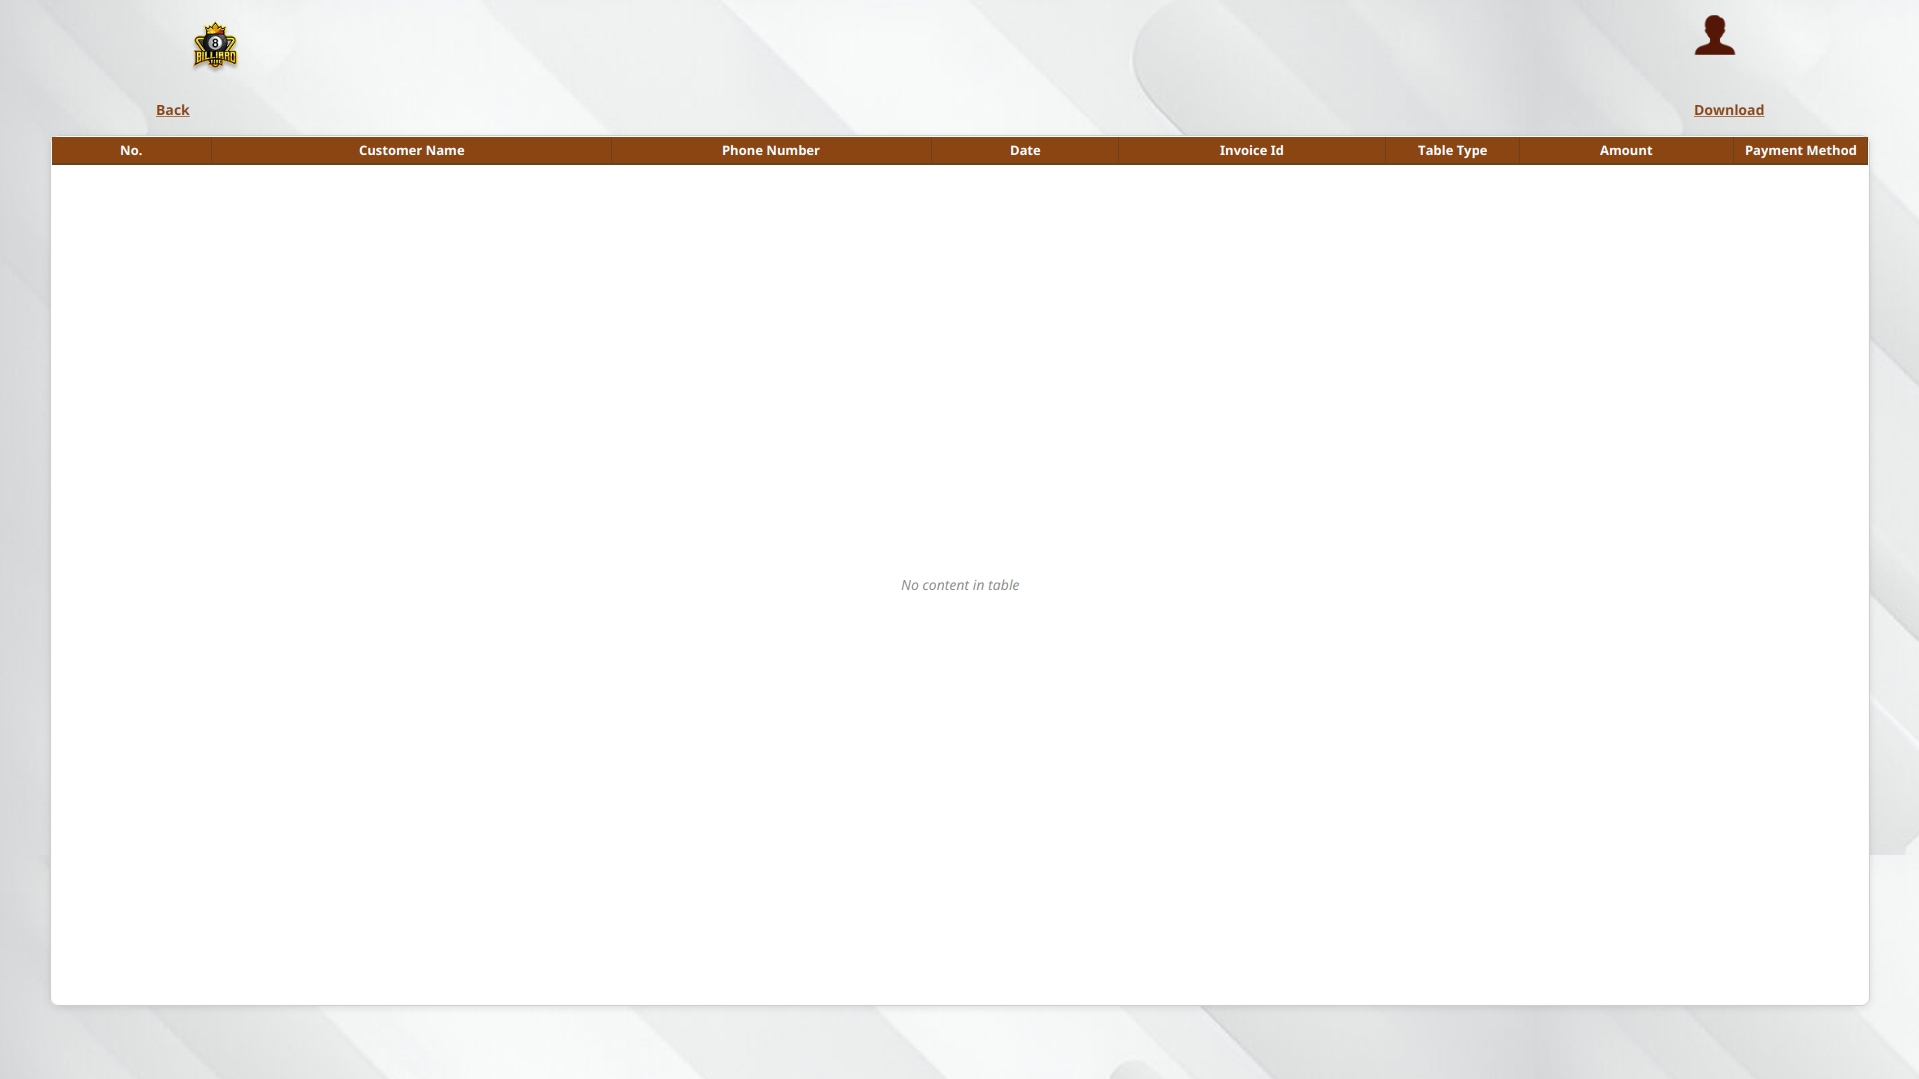 8
BILLIARD
Back
Download
No. Customer Name Phone Number Date Invoice Id Table Type Amount Payment Method
No content in table